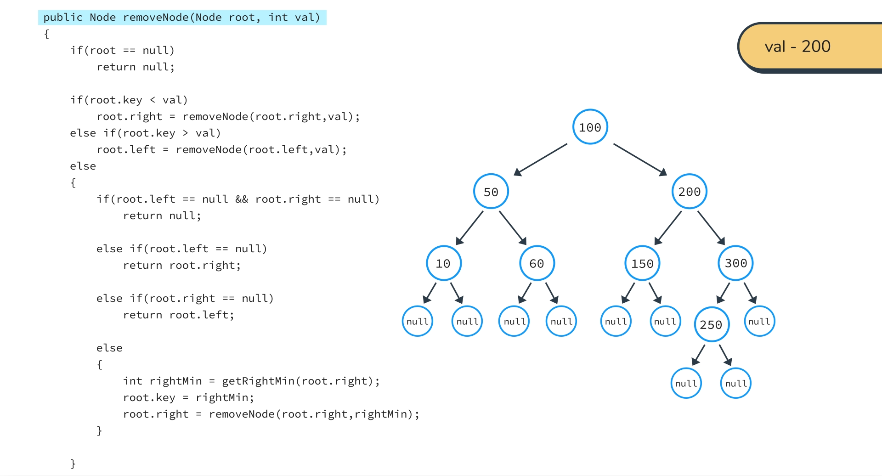 public Node removeNode(Node root, int val)
{
if(root == null)
return null;
if(root.key < val)
root.right = removeNode(root.right,val);
else if(root.key > val)
root.left = removeNode(root.left,val);
else
{
if(root.left == null && root.right == null)
return null;
else if(root.left == null)
return root.right;
else if(root.right == null)
return root.left;
else
{
int rightMin = getRightMin(root.right);
root.key = rightMin;
root.right = removeNode(root.right,rightMin);
}
}
val - 200
100
50 200
10 60 150 300
null null null null null null 250 null
null null